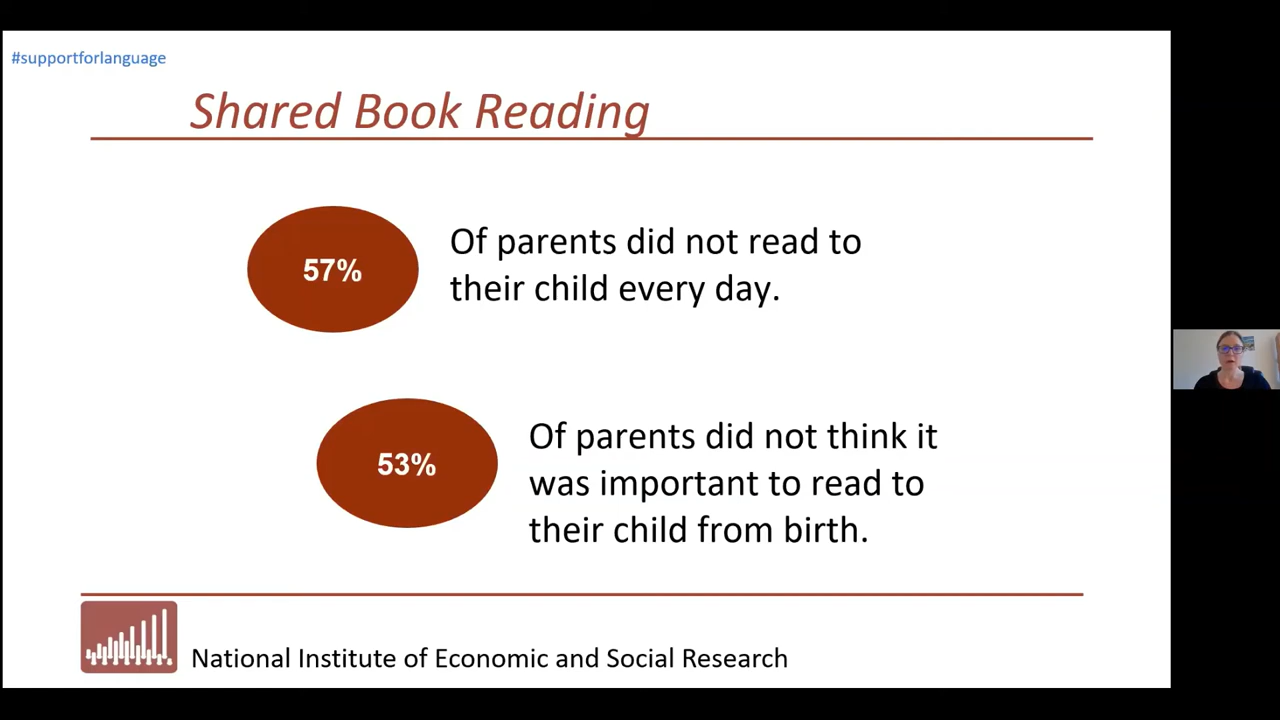 #supportforlanguage
Shared Book Reading
57%
Of parents did not read to
their child every day.
53%
Of parents did not think it
was important to read to
their child from birth.
National Institute of Economic and Social Research